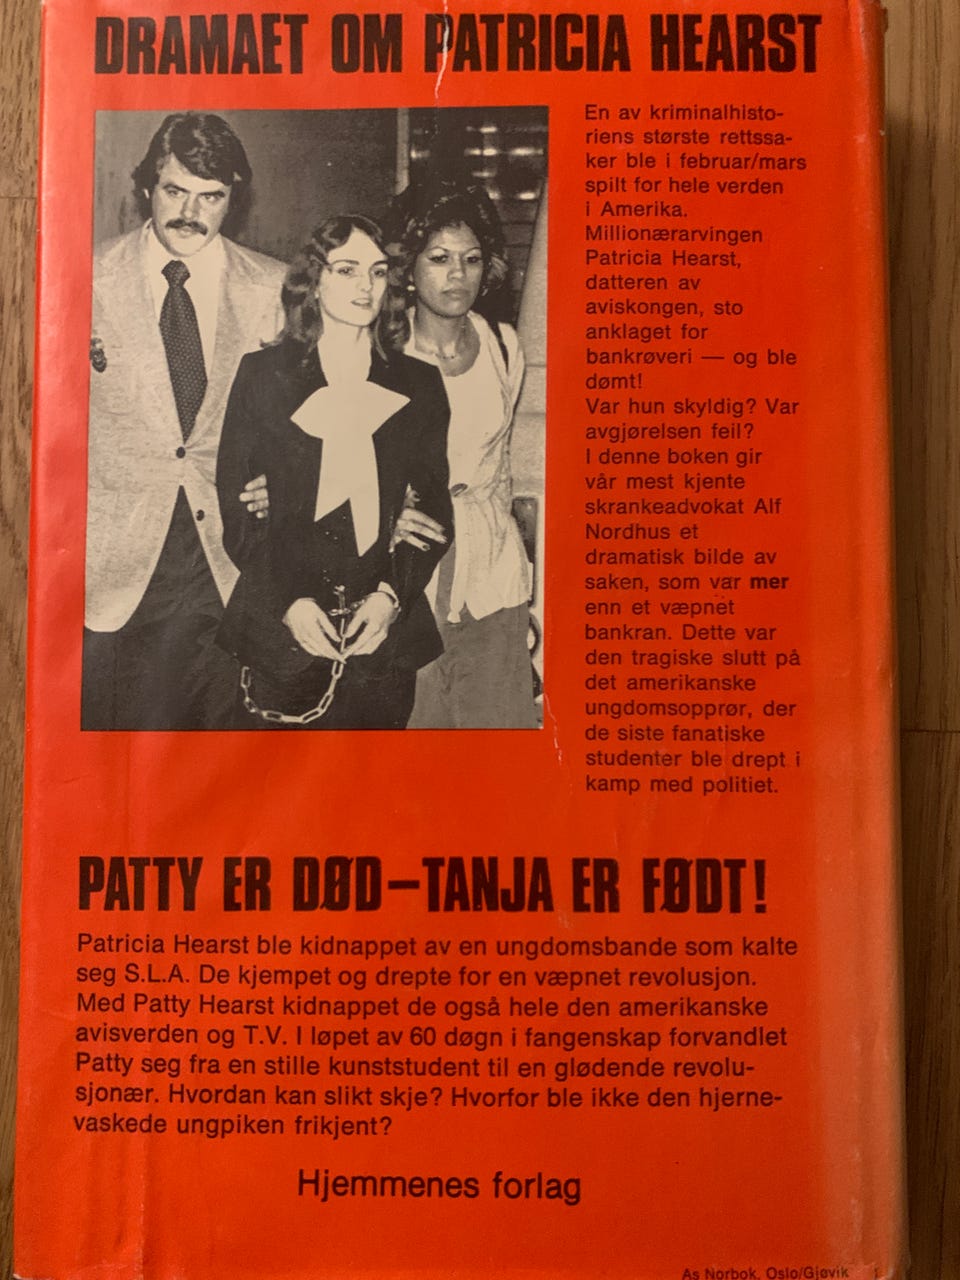 DRAMAET OM PATRICIA HEARST
En av kriminalhisto-
riens største rettssa-
ker ble i februar/mars
spilt for hele verden
i Amerika.
Millionærarvingen
Patricia Hearst,
datteren av
aviskongen, sto
anklaget for
bankrøveri — og ble
dømt!
Var hun skyldig? Var
avgjørelsen feil?
I denne boken gir
vår mest kjente
skrankeadvokat Alf
Nordhus et
dramatisk bilde av
saken, som var mer
enn et væpnet
bankran. Dette var
den tragiske slutt på
det amerikanske
ungdomsopprør, der
de siste fanatiske
studenter ble drept i
kamp med politiet.
PATTY ER DØD–TANJA ER FØDT!
Patricia Hearst ble kidnappet av en ungdomsbande som kalte
seg S.L.A. De kjempet og drepte for en væpnet revolusjon.
Med Patty Hearst kidnappet de også hele den amerikanske
avisverden og T.V. I løpet av 60 døgn i fangenskap forvandlet
Patty seg fra en stille kunststudent til en glødende revolu-
sjonær. Hvordan kan slikt skje? Hvorfor ble ikke den hjerne-
vaskede ungpiken frikjent?
Hjemmenes forlag
As Norbok, Oslo/Gjøvik